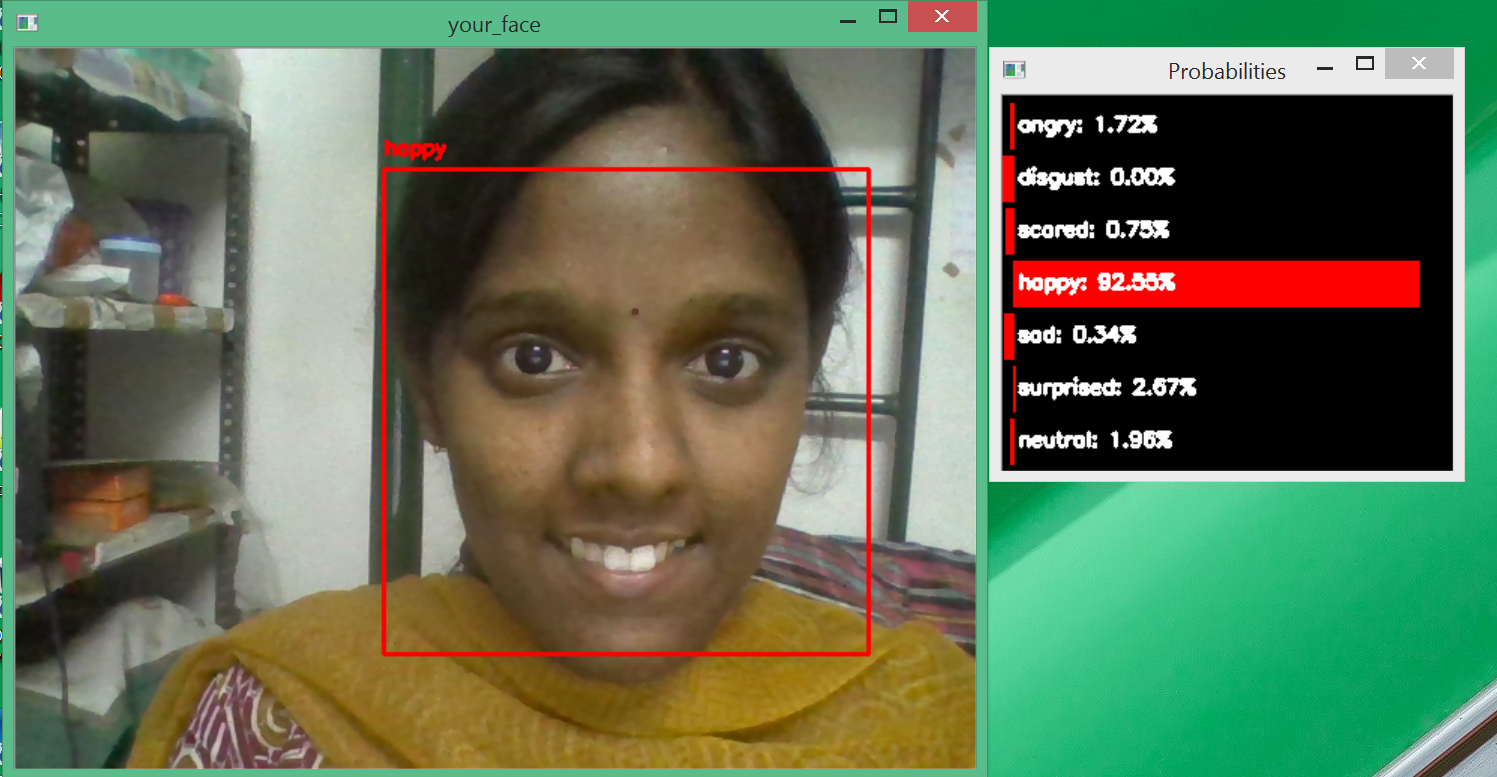 your_face
happy
Probabilities
angry: 1.72%
disgust: 0.00%
scared: 0.75%
happy: 92.55%
sad: 0.34%
surprised: 2.67%
neutral: 1.96%